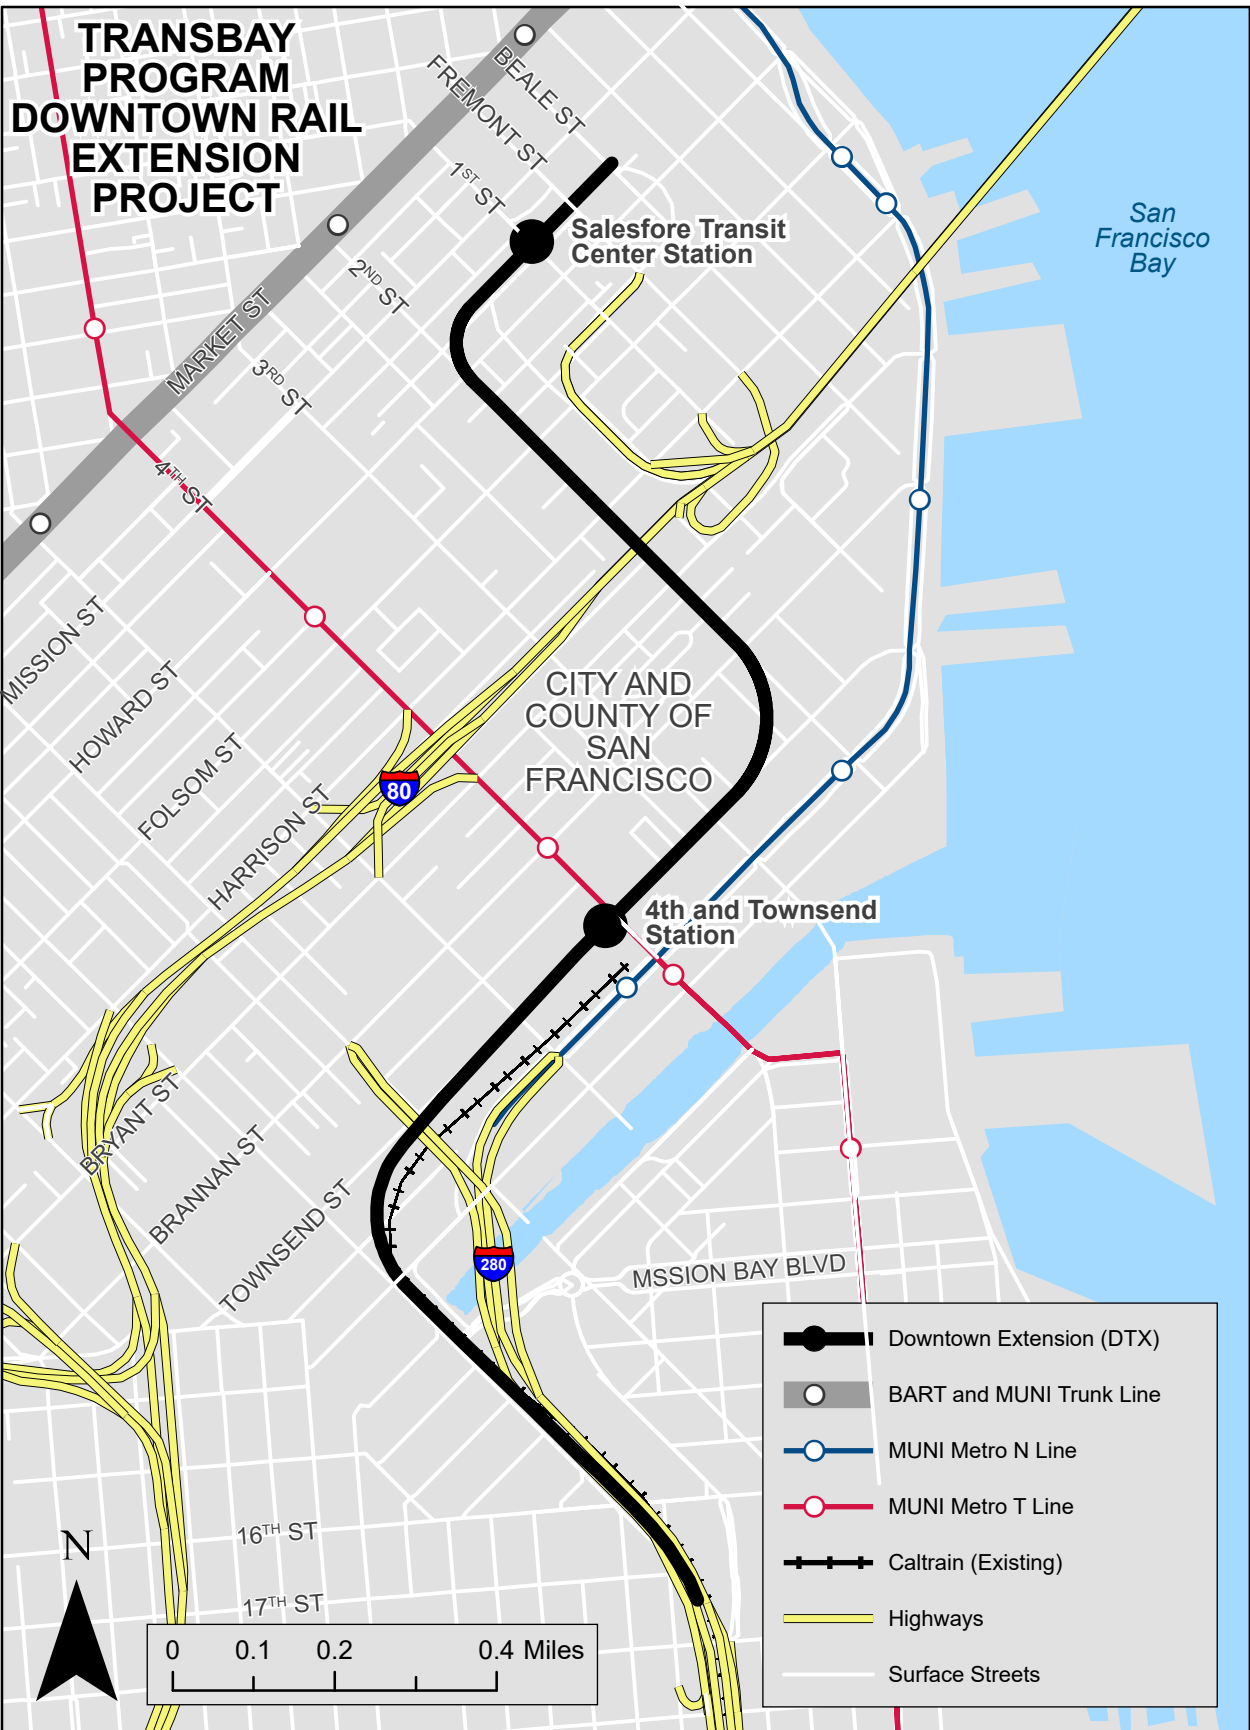 TRANSBAY
PROGRAM
DOWNTOWN RAIL
EXTENSION
PROJECT
BEALE ST
FREMONT ST
1ST ST
2ND ST
3RD ST
4TH ST
MARKET ST
Salesfore Transit
Center Station
San
Francisco
Bay
MISSION ST
HOWARD ST
FOLSOM ST
HARRISON ST
80
CITY AND
COUNTY OF
SAN
FRANCISCO
4th and Townsend
Station
BRYANT ST
BRANNAN ST
TOWNSEND ST
280
MSSION BAY BLVD
16TH ST
17TH ST
N
0 0.1 0.2 0.4 Miles
Downtown Extension (DTX)
BART and MUNI Trunk Line
MUNI Metro N Line
MUNI Metro T Line
Caltrain (Existing)
Highways
Surface Streets